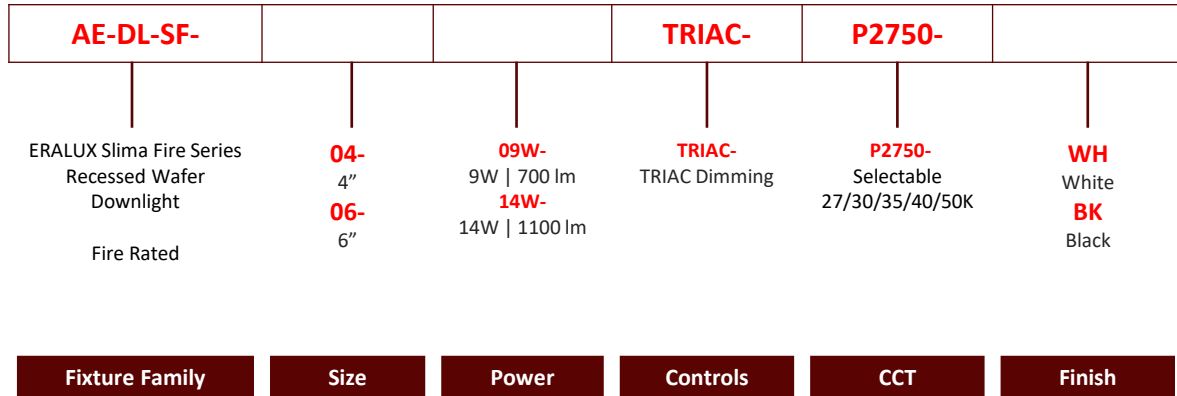 AE-DL-SF- TRIAC- P2750-
ERALUX Slima Fire Series
Recessed Wafer
Downlight
Fire Rated
04-
4”
06-
6”
09W-
9W | 700 lm
14W-
14W | 1100 lm
TRIAC-
TRIAC Dimming
P2750-
Selectable
27/30/35/40/50K
WH
White
BK
Black
Fixture Family Size Power Controls CCT Finish